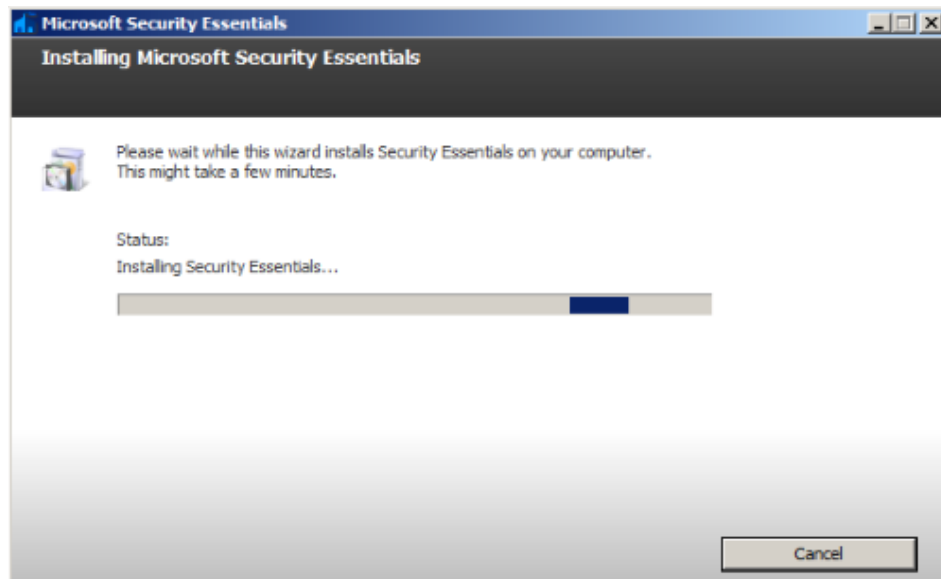 Microsoft Security Essentials
Installing Microsoft Security Essentials
Please wait while this wizard installs Security Essentials on your computer.
This might take a few minutes.
Status:
Installing Security Essentials...
Cancel